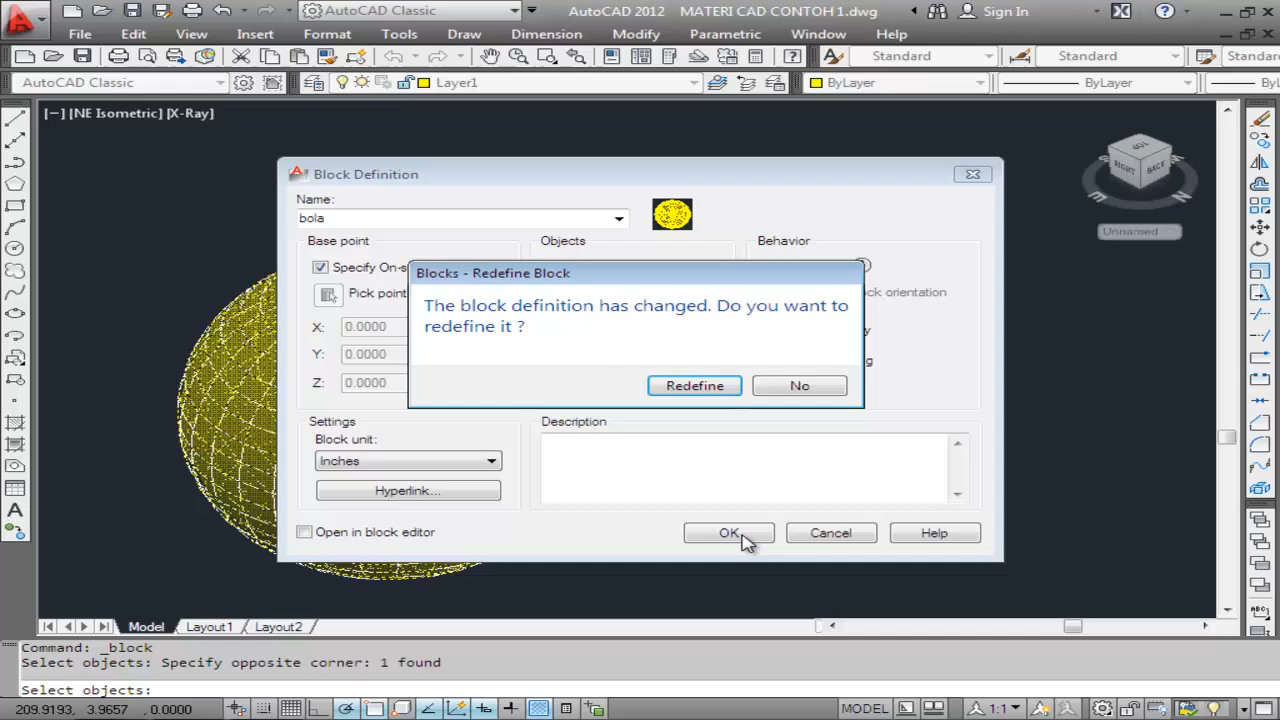 AutoCAD Classic
AutoCAD 2012 MATERI CAD CONTOH 1.dwg
Sign In
File Edit View Insert Format Tools Draw Dimension Modify Parametric Window Help
Standard Standard
AutoCAD Classic Layer1 ByLayer ByLayer
[−] [NE Isometric] [X-Ray]
RIGHT BACK
Unnamed
Block Definition
Name:
bola
Base point Objects Behavior
Specify On-s
Pick point
X: 0.0000
Y: 0.0000
Z: 0.0000
Blocks - Redefine Block
The block definition has changed. Do you want to
redefine it ?
Redefine No
Settings Description
Block unit:
Inches
Hyperlink...
Open in block editor
OK Cancel Help
Model Layout1 Layout2
Command: _block
Select objects: Specify opposite corner: 1 found
Select objects:
209.9193, 3.9657 , 0.0000
MODEL 1:1